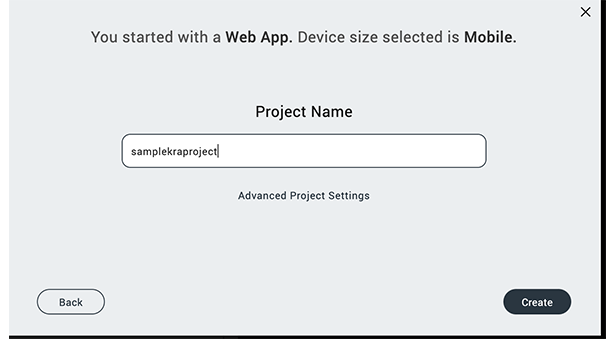 You started with a Web App. Device size selected is Mobile.
Project Name
samplekraproject
Advanced Project Settings
Back
Create